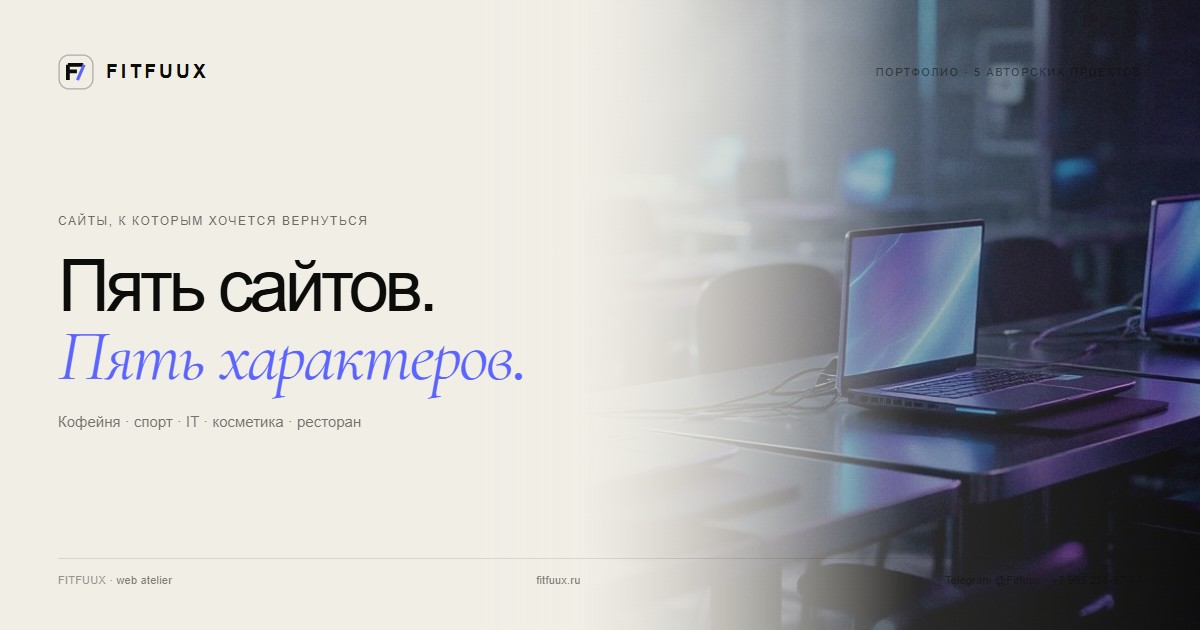 FITFUUX
ПОРТФОЛИО · 5 АВТОРСКИХ ПРОЕКТОВ
САЙТЫ, К КОТОРЫМ ХОЧЕТСЯ ВЕРНУТЬСЯ
Пять сайтов.
Пять характеров.
Кофейня · спорт · IT · косметика · ресторан
FITFUUX · web atelier
fitfuux.ru
Telegram @Fitfuux